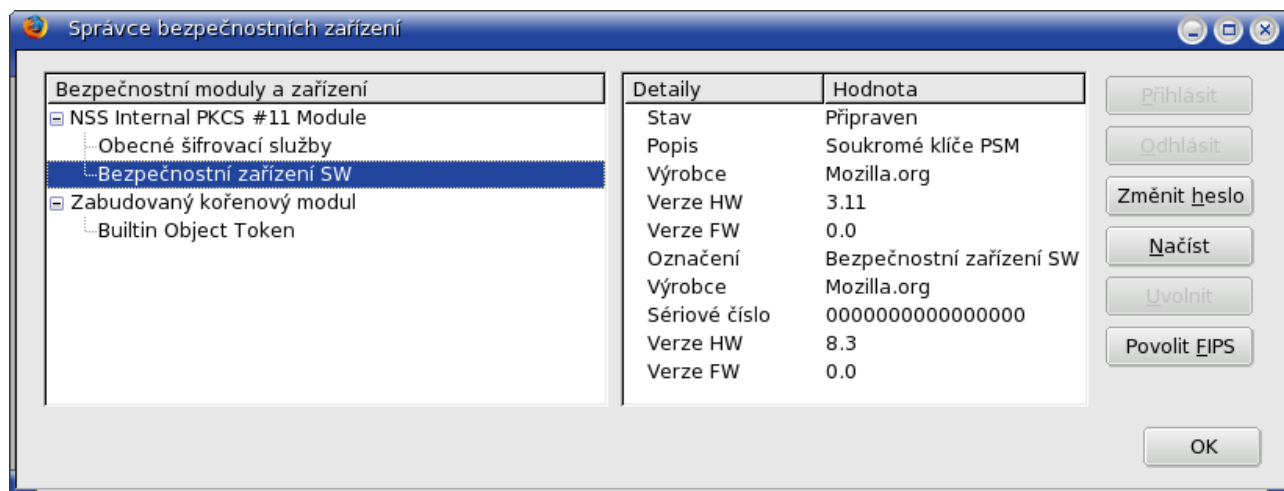 Správce bezpečnostních zařízení
Bezpečnostní moduly a zařízení
NSS Internal PKCS #11 Module
Obecné šifrovací služby
Bezpečnostní zařízení SW
Zabudovaný kořenový modul
Builtin Object Token
Detaily Hodnota
Stav Připraven
Popis Soukromé klíče PSM
Výrobce Mozilla.org
Verze HW 3.11
Verze FW 0.0
Označení Bezpečnostní zařízení SW
Výrobce Mozilla.org
Sériové číslo 0000000000000000
Verze HW 8.3
Verze FW 0.0
Přihlásit
Odhlásit
Změnit heslo
Načíst
Uvolnit
Povolit FIPS
OK